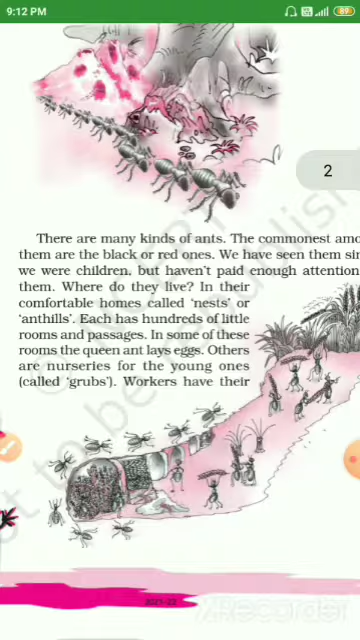 9:12 PM
89
2
There are many kinds of ants. The commonest amo
them are the black or red ones. We have seen them sin
we were children, but haven't paid enough attention
them. Where do they live? In their
comfortable homes called ‘nests’ or
‘anthills’. Each has hundreds of little
rooms and passages. In some of these
rooms the queen ant lays eggs. Others
are nurseries for the young ones
(called ‘grubs’). Workers have their
2021-22
XRecorder